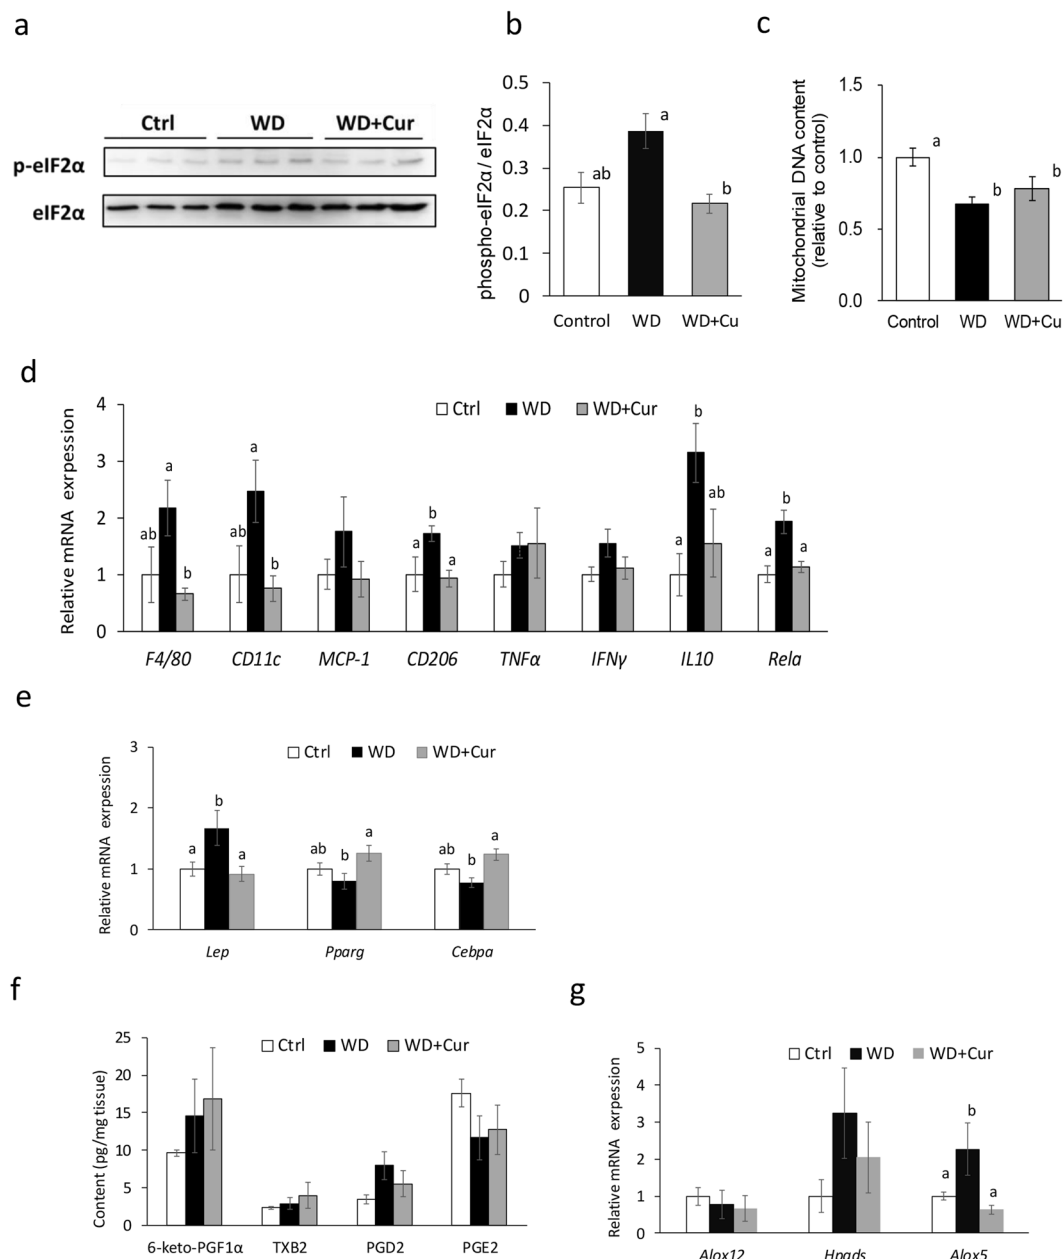 a
Ctrl WD WD+Cur
p-eIF2α
eIF2α
b
phospho-eIF2α/ eIF2α
0.5
0.4
0.3
0.2
0.1
0
ab
a
b
Control WD WD+Cu
c
Mitochondrial DNA content
(relative to control)
1.5
1.0
0.5
0.0
a
b
b
Control WD WD+Cu
d
Relative mRNA exrpession
4
3
2
1
0
Ctrl WD WD+Cur
ab a b
ab a b
a b a
a b ab
a b a
F4/80 CD11c MCP-1 CD206 TNFα IFNγ IL10 Rela
e
Relative mRNA exrpession
3
2
1
0
Ctrl WD WD+Cur
a b a
ab b a
ab b a
Lep Pparg Cebpa
f
Content (pg/mg tissue)
25
20
15
10
5
0
Ctrl WD WD+Cur
6-keto-PGF1α TXB2 PGD2 PGE2
g
Relative mRNA exrpession
5
4
3
2
1
0
Ctrl WD WD+Cur
a b a
Alox12 Hpgds Alox5